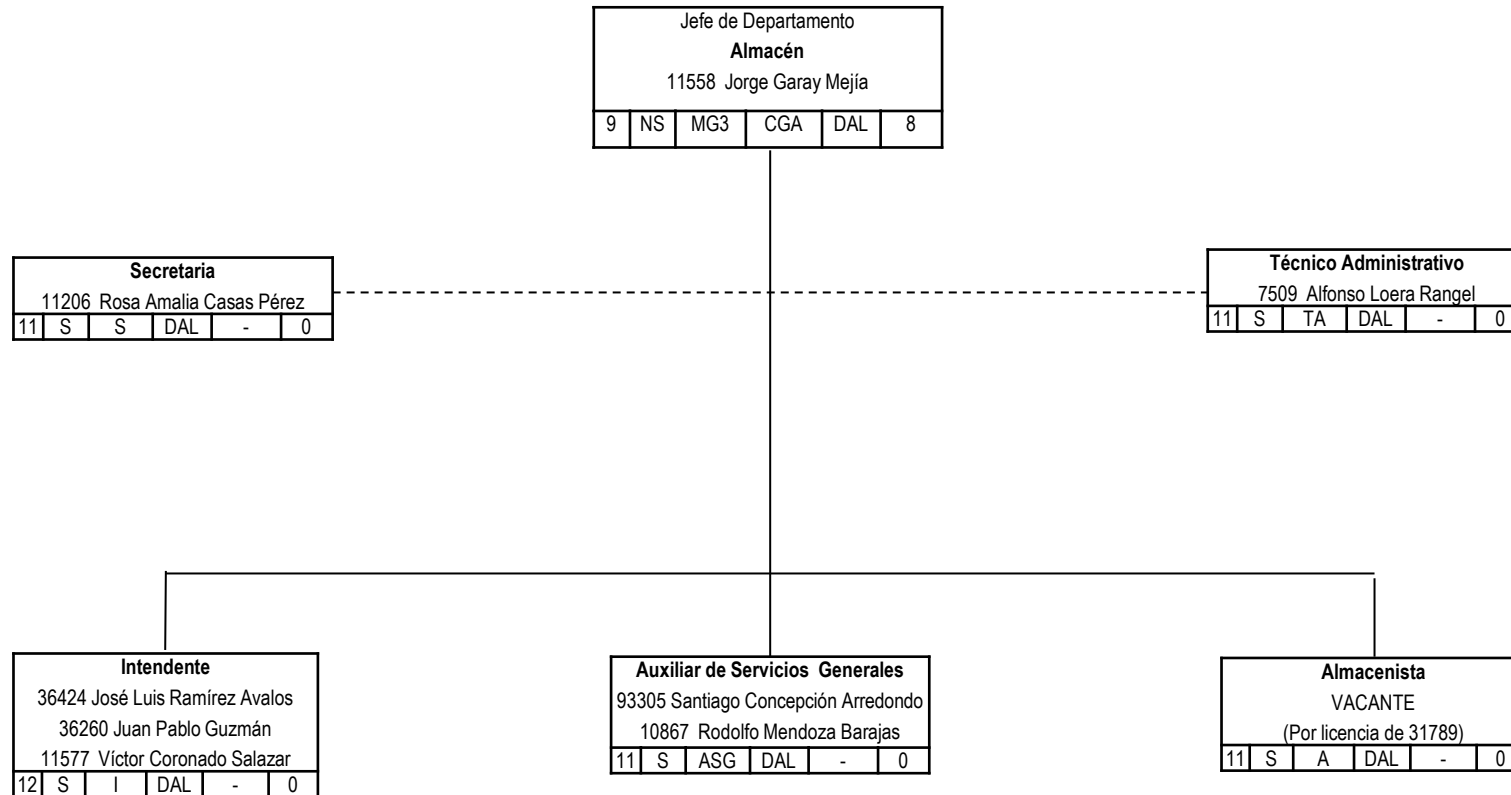 Jefe de Departamento
Almacén
11558 Jorge Garay Mejía
9 NS MG3 CGA DAL 8
Secretaria
11206 Rosa Amalia Casas Pérez
11 S S DAL - 0
Técnico Administrativo
7509 Alfonso Loera Rangel
11 S TA DAL - 0
Intendente
36424 José Luis Ramírez Avalos
36260 Juan Pablo Guzmán
11577 Víctor Coronado Salazar
12 S I DAL - 0
Auxiliar de Servicios Generales
93305 Santiago Concepción Arredondo
10867 Rodolfo Mendoza Barajas
11 S ASG DAL - 0
Almacenista
VACANTE
(Por licencia de 31789)
11 S A DAL - 0